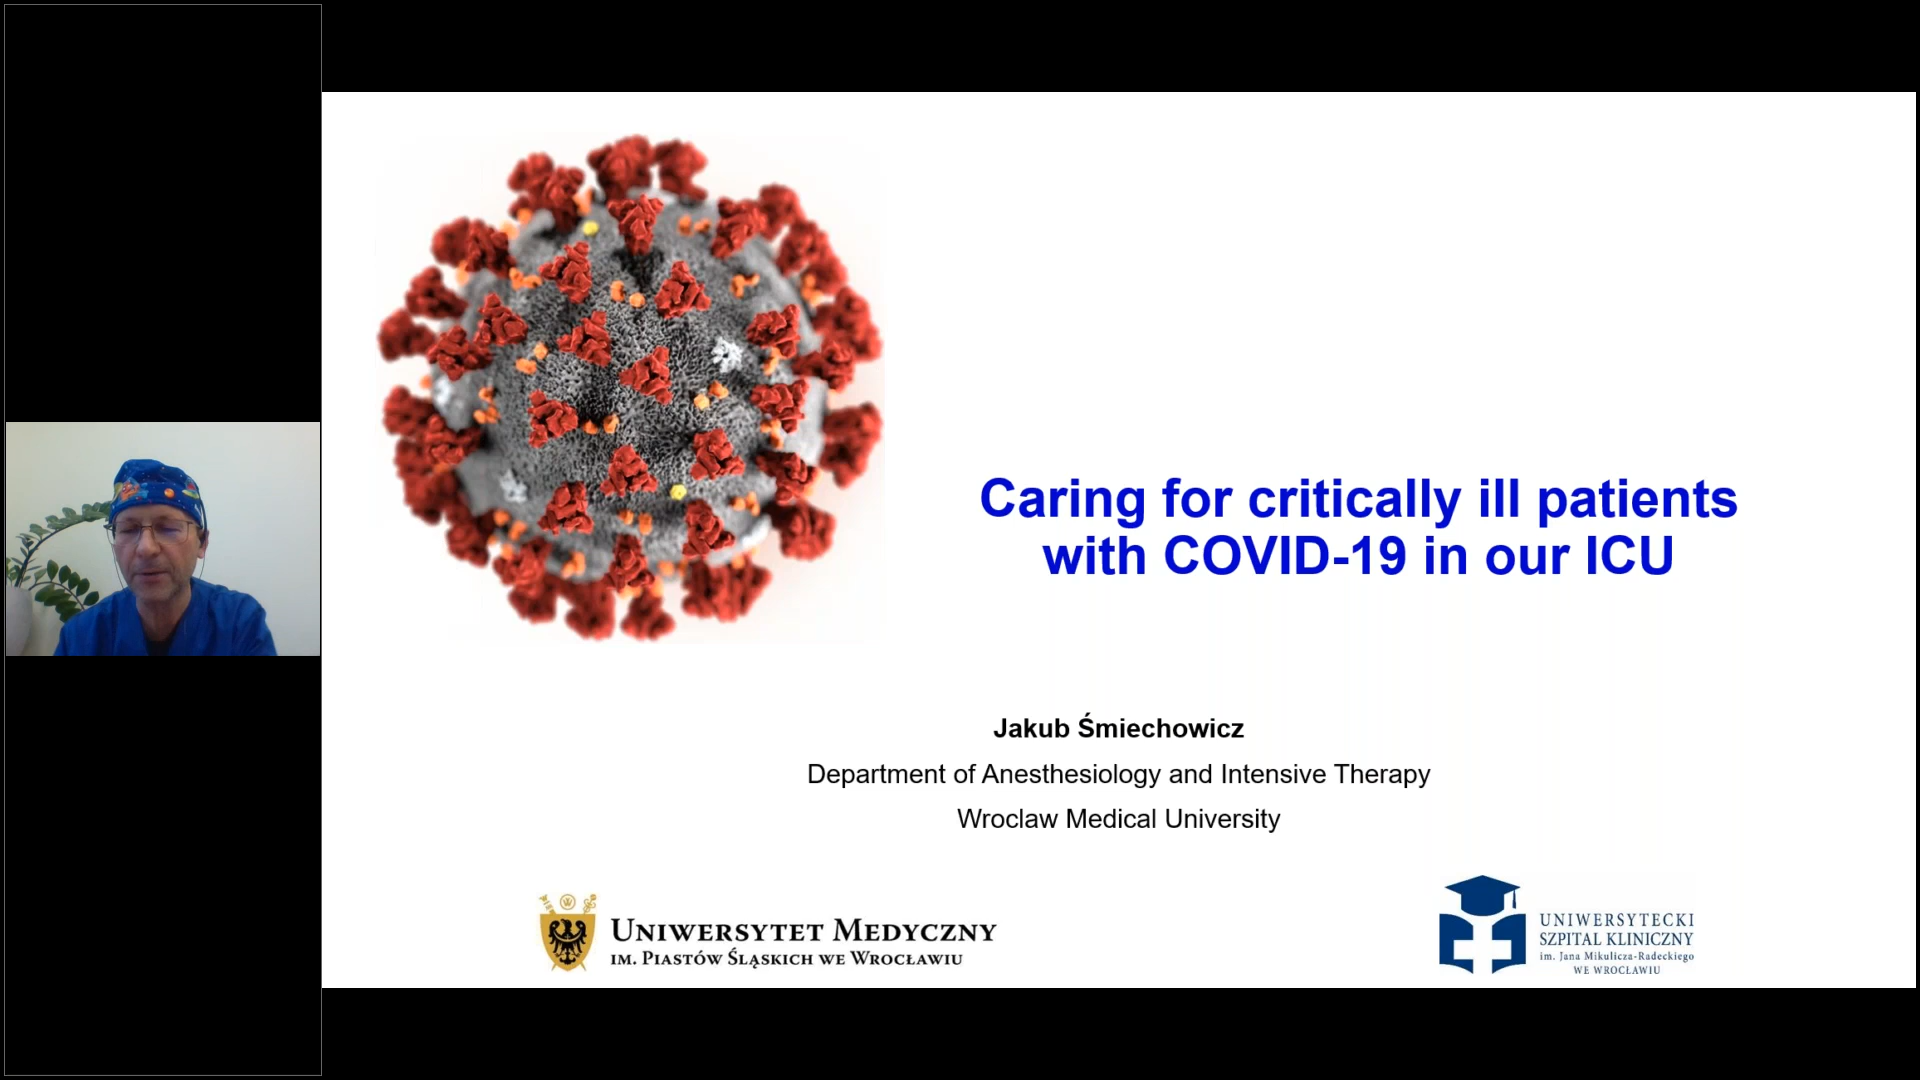 Caring for critically ill patients
with COVID-19 in our ICU
Jakub Śmiechowicz
Department of Anesthesiology and Intensive Therapy
Wroclaw Medical University
UNIWERSYTET MEDYCZNY
IM. PIASTÓW ŚLĄSKICH WE WROCŁAWIU
UNIWERSYTECKI
SZPITAL KLINICZNY
im. Jana Mikulicza-Radeckiego
WE WROCŁAWIU